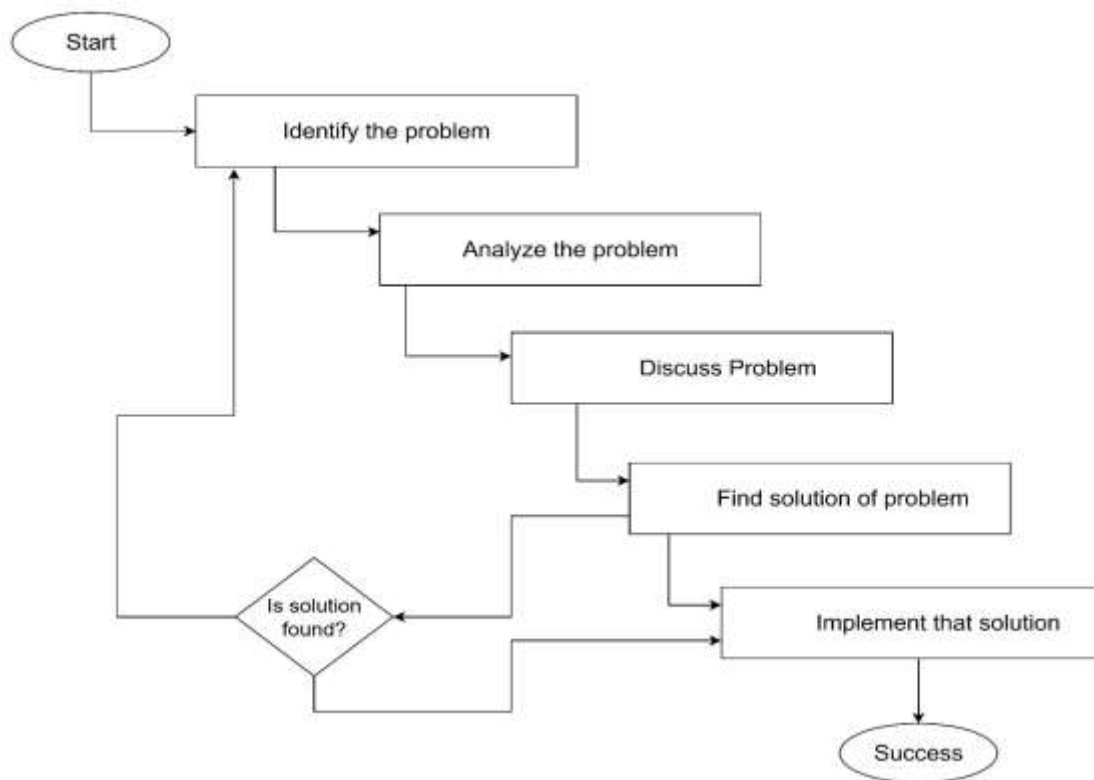 Start
Identify the problem
Analyze the problem
Discuss Problem
Find solution of problem
Is solution
found?
Implement that solution
Success